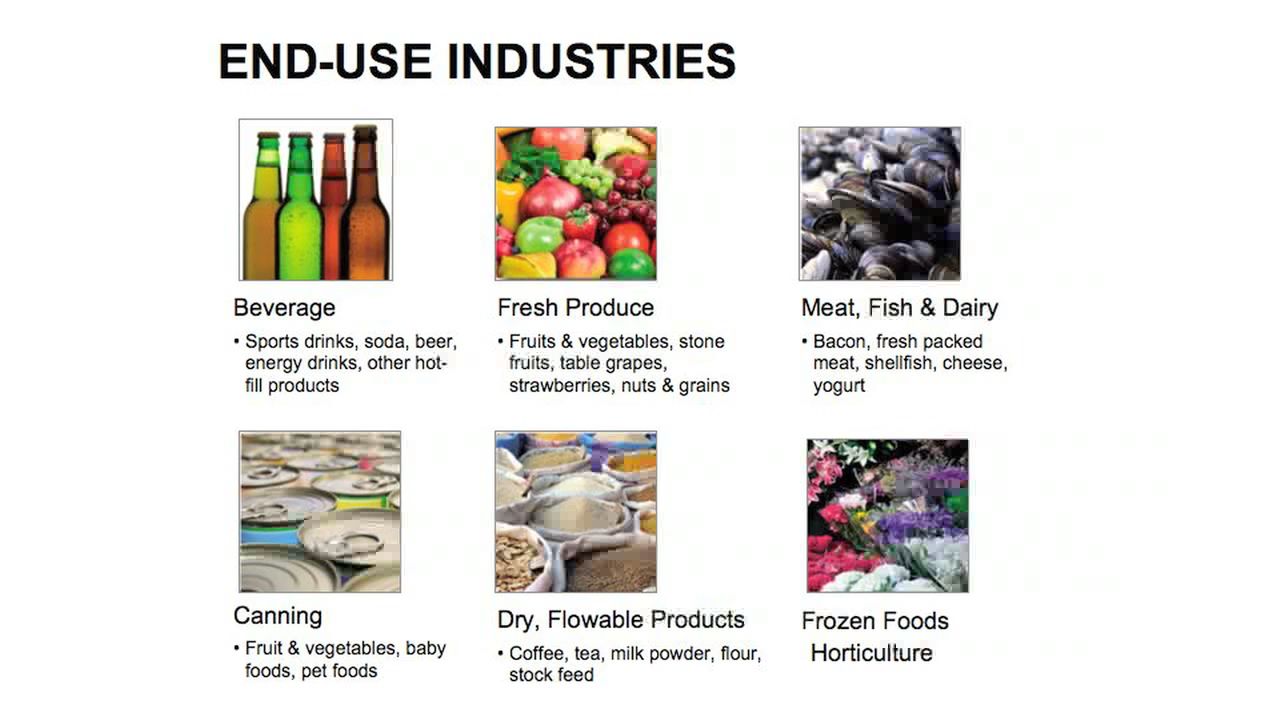 END-USE INDUSTRIES
Beverage
• Sports drinks, soda, beer,
energy drinks, other hot-
fill products
Fresh Produce
• Fruits & vegetables, stone
fruits, table grapes,
strawberries, nuts & grains
Meat, Fish & Dairy
• Bacon, fresh packed
meat, shellfish, cheese,
yogurt
Canning
• Fruit & vegetables, baby
foods, pet foods
Dry, Flowable Products
• Coffee, tea, milk powder, flour,
stock feed
Frozen Foods
Horticulture